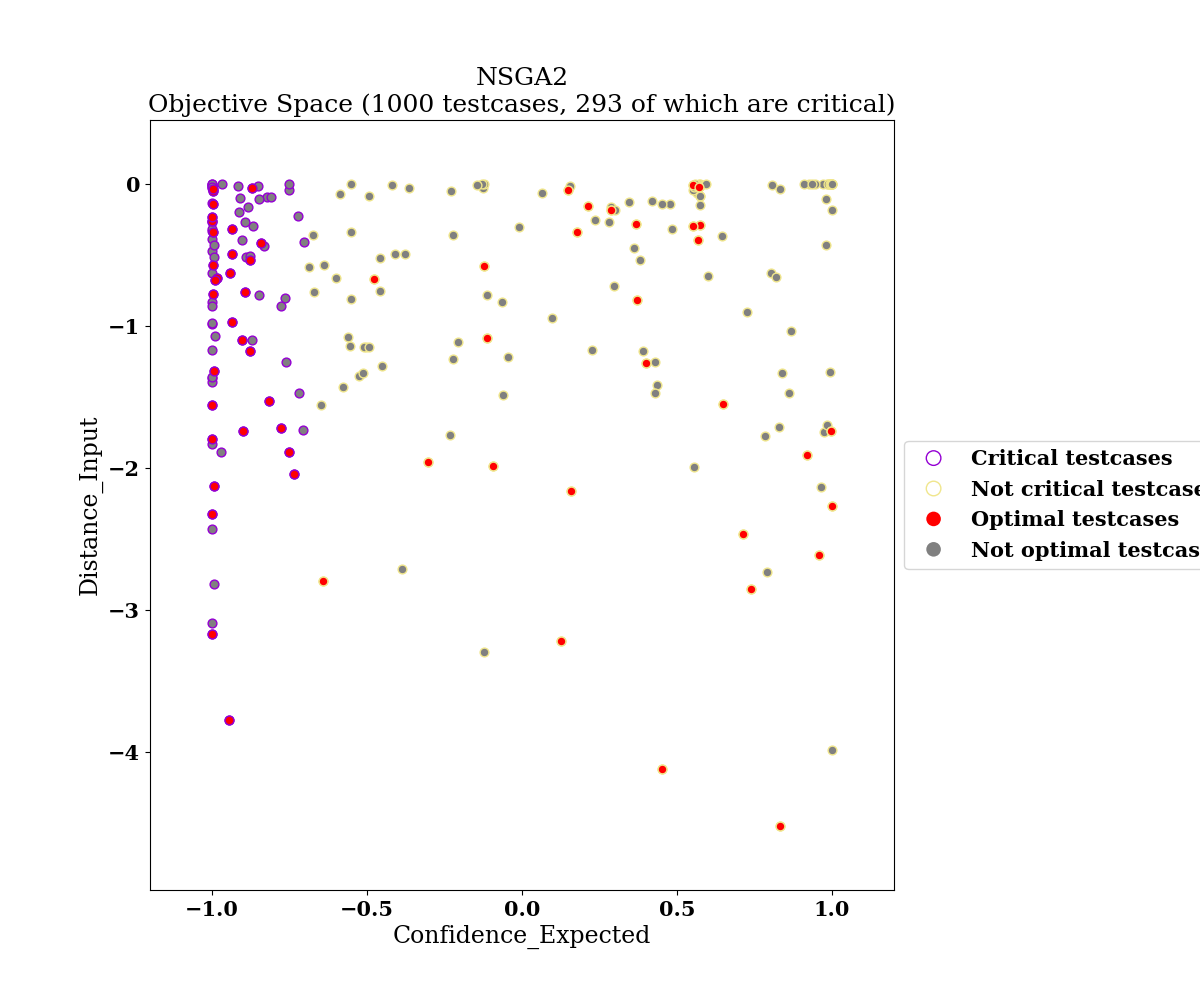 NSGA2
Objective Space (1000 testcases, 293 of which are critical)
0
−1
−2
−3
−4
Distance_Input
−1.0
−0.5
0.0
0.5
1.0
Confidence_Expected
Critical testcases
Not critical testcase
Optimal testcases
Not optimal testcas